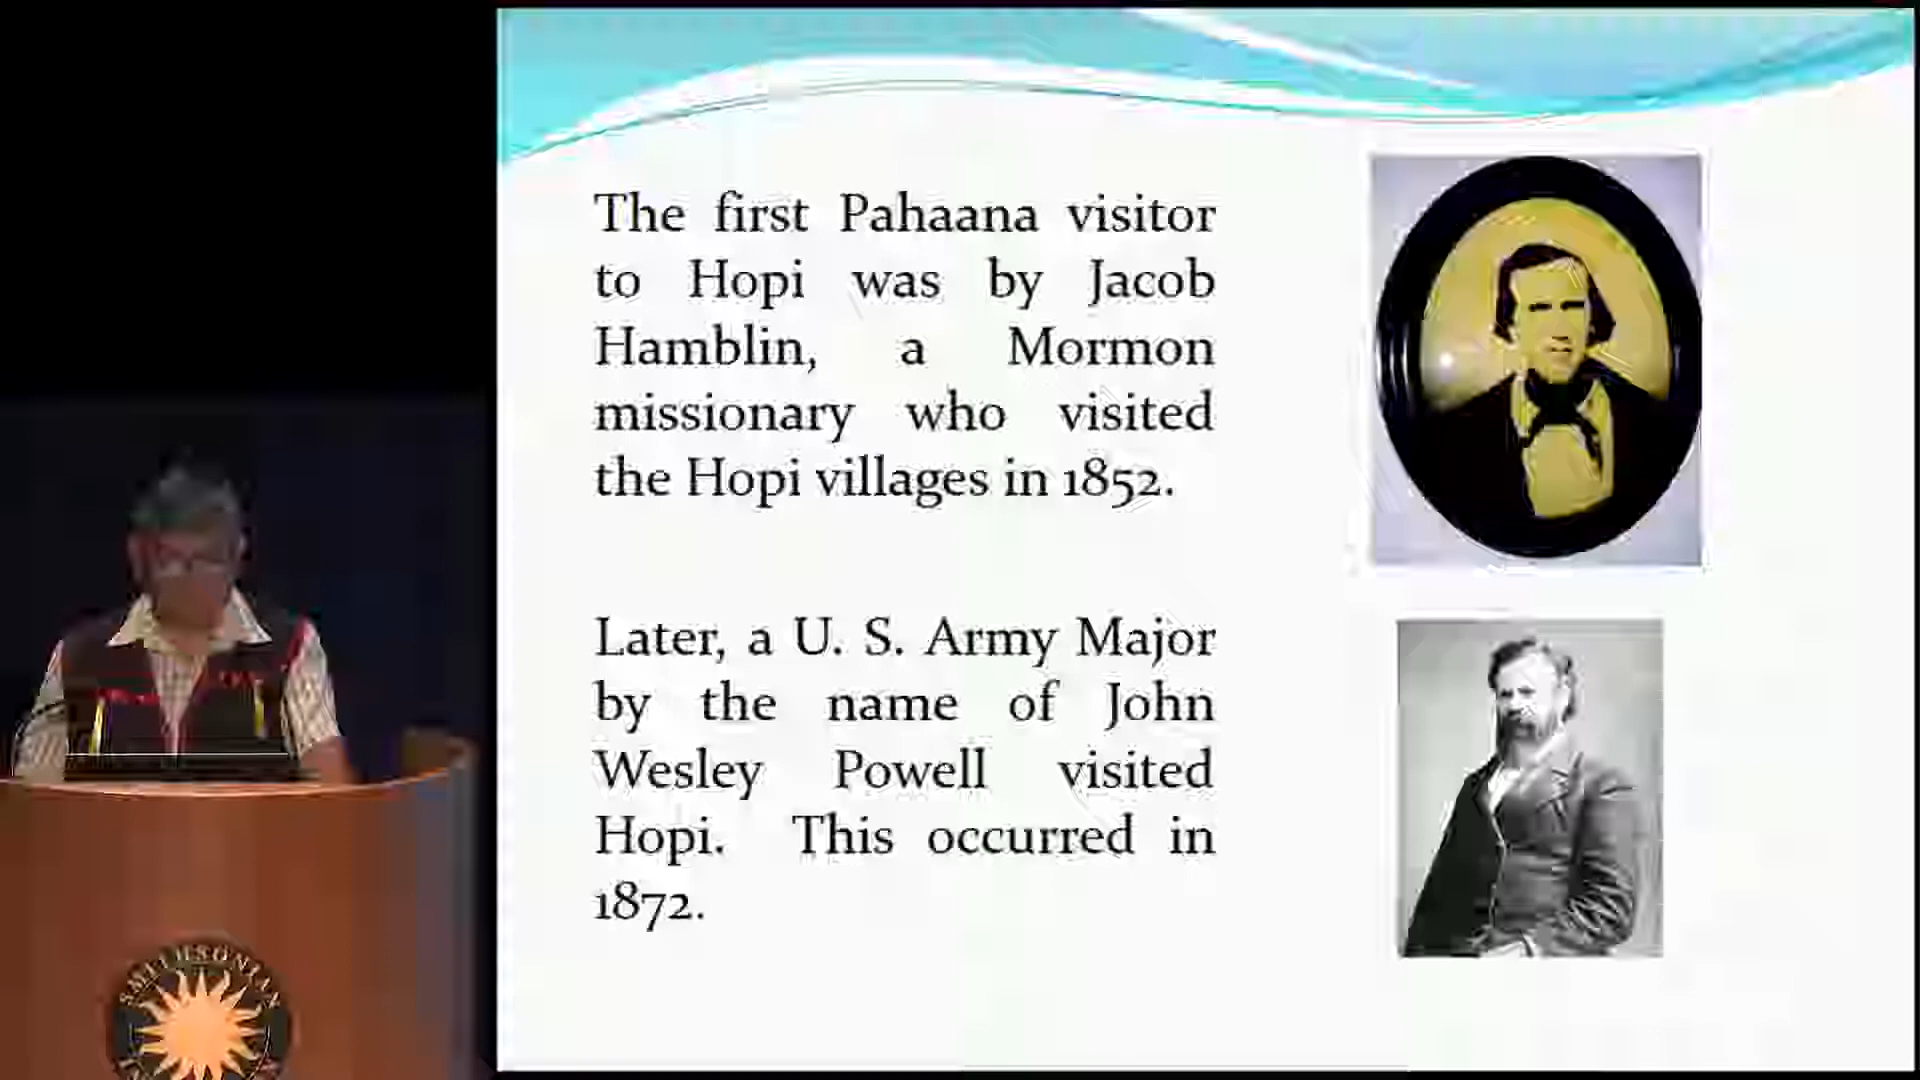 The first Pahaana visitor
to Hopi was by Jacob
Hamblin, a Mormon
missionary who visited
the Hopi villages in 1852.
Later, a U. S. Army Major
by the name of John
Wesley Powell visited
Hopi. This occurred in
1872.
SMITHSONIAN